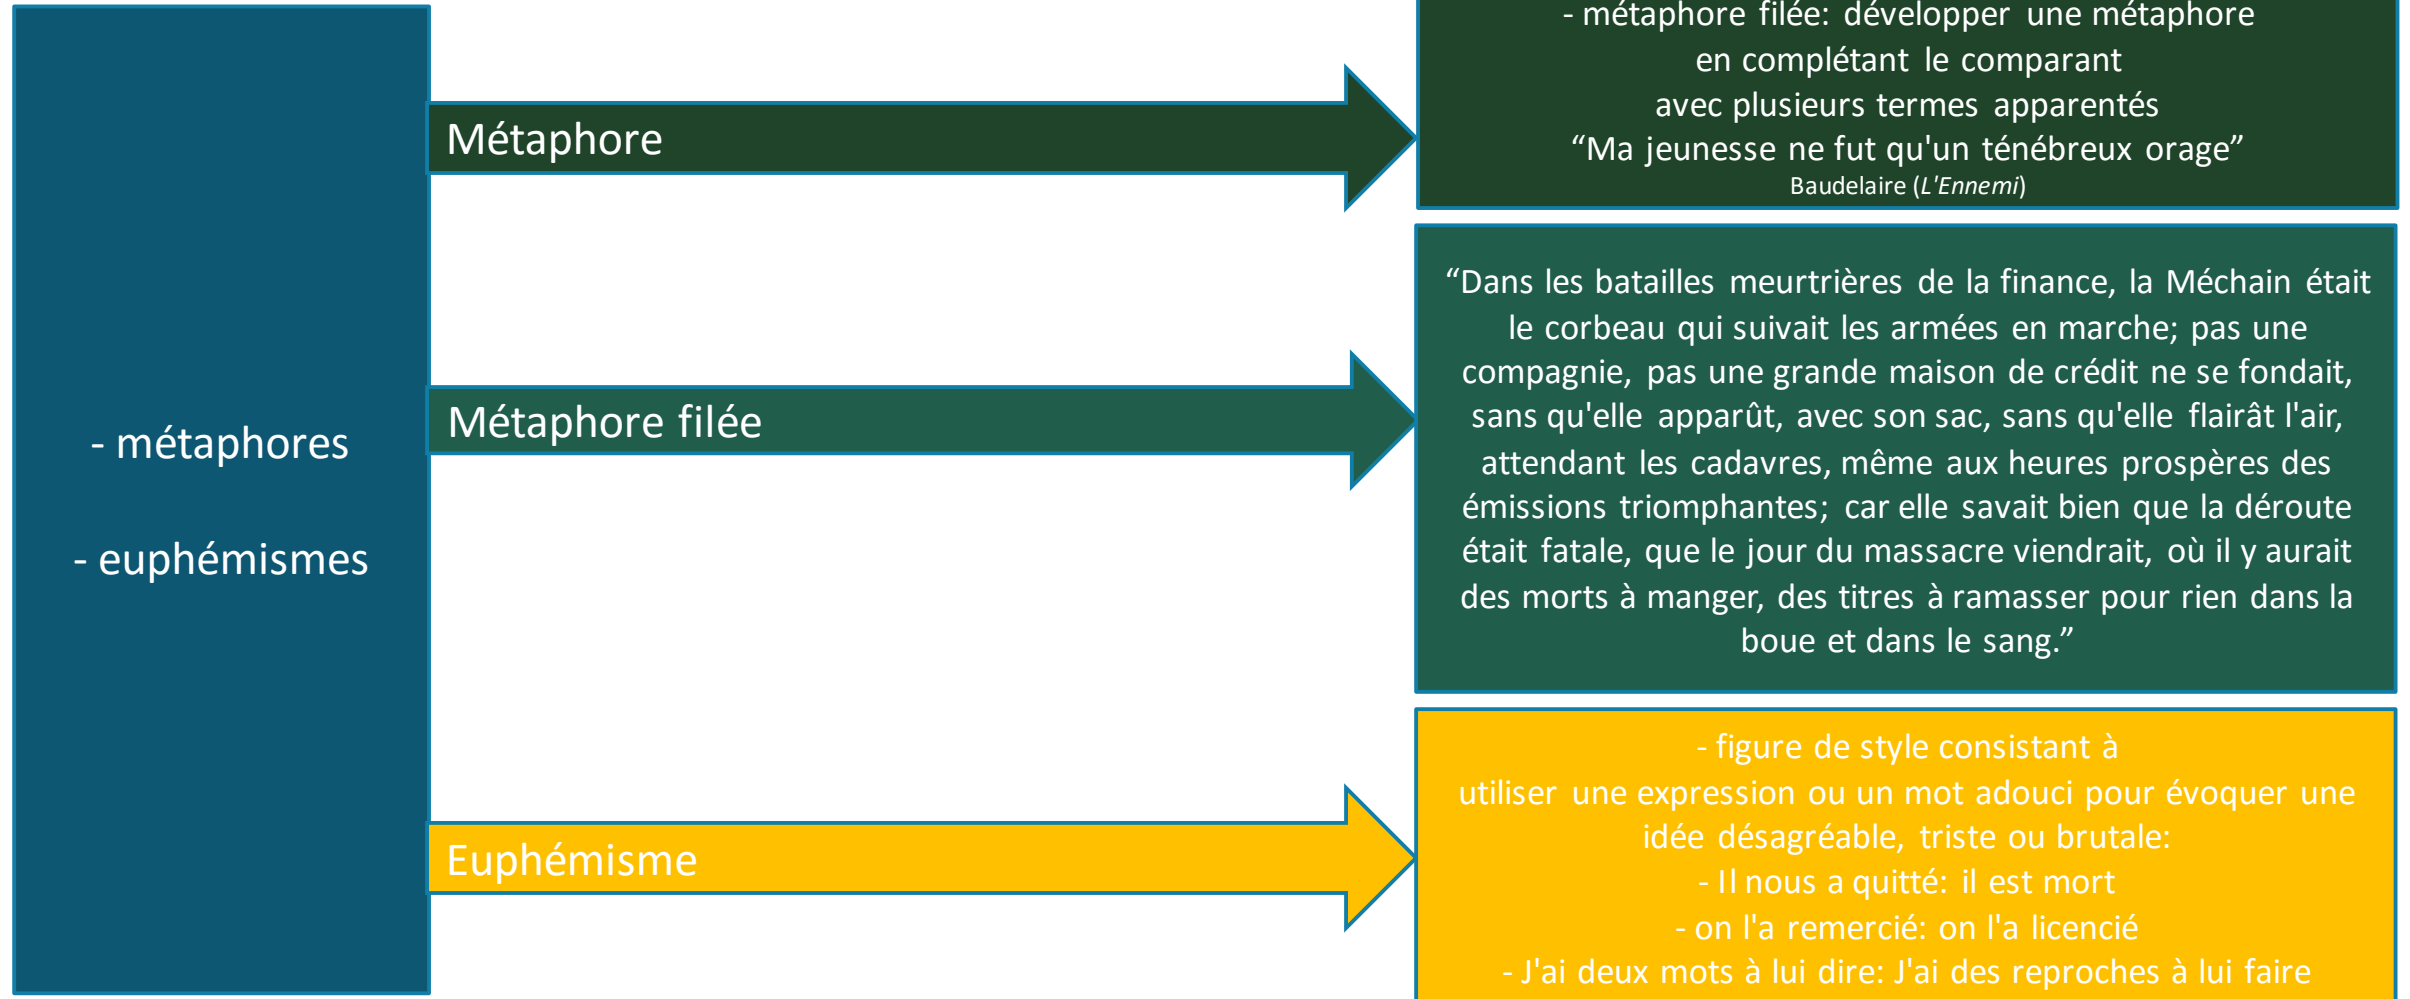 - métaphores
- euphémismes
Métaphore
- métaphore filée: développer une métaphore
en complétant le comparant
avec plusieurs termes apparentés
“Ma jeunesse ne fut qu'un ténébreux orage”
Baudelaire (L'Ennemi)
Métaphore filée
“Dans les batailles meurtrières de la finance, la Méchain était
le corbeau qui suivait les armées en marche; pas une
compagnie, pas une grande maison de crédit ne se fondait,
sans qu'elle apparût, avec son sac, sans qu'elle flairât l'air,
attendant les cadavres, même aux heures prospères des
émissions triomphantes; car elle savait bien que la déroute
était fatale, que le jour du massacre viendrait, où il y aurait
des morts à manger, des titres à ramasser pour rien dans la
boue et dans le sang.”
Euphémisme
- figure de style consistant à
utiliser une expression ou un mot adouci pour évoquer une
idée désagréable, triste ou brutale:
- Il nous a quitté: il est mort
- on l'a remercié: on l'a licencié
- J'ai deux mots à lui dire: J'ai des reproches à lui faire